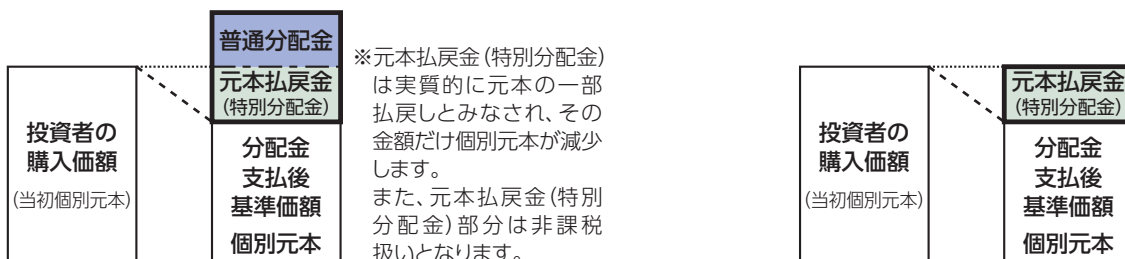 普通分配金
元本払戻金
(特別分配金)
投資者の
購入価額
(当初個別元本)
分配金
支払後
基準価額
個別元本
※元本払戻金(特別分配金)
は実質的に元本の一部
払戻しとみなされ、その
金額だけ個別元本が減少
します。
また、元本払戻金(特別
分配金)部分は非課税
扱いとなります。
投資者の
購入価額
(当初個別元本)
元本払戻金
(特別分配金)
分配金
支払後
基準価額
個別元本